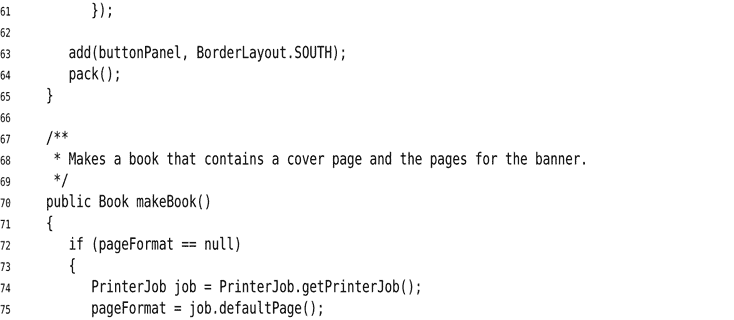 61          });
62
63       add(buttonPanel, BorderLayout.SOUTH);
64       pack();
65    }
66
67    /**
68     * Makes a book that contains a cover page and the pages for the banner.
69     */
70    public Book makeBook()
71    {
72       if (pageFormat == null)
73       {
74          PrinterJob job = PrinterJob.getPrinterJob();
75          pageFormat = job.defaultPage();